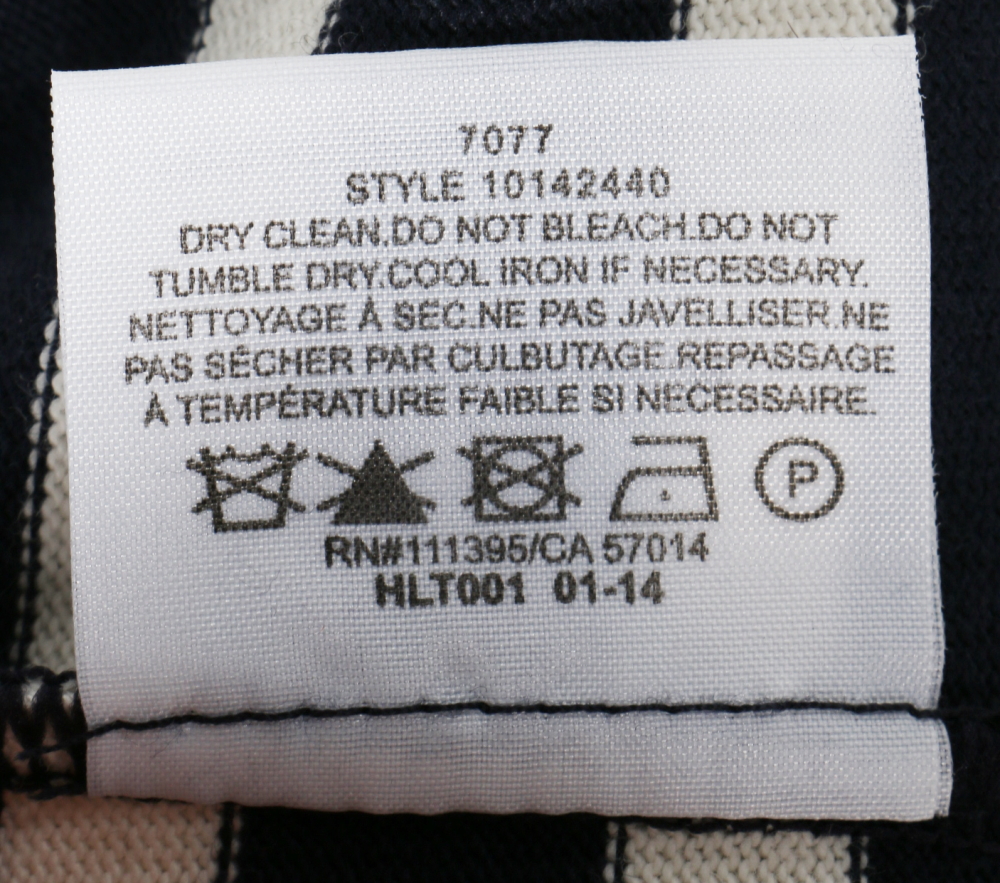 7077
STYLE 10142440
DRY CLEAN.DO NOT BLEACH.DO NOT
TUMBLE DRY.COOL IRON IF NECESSARY.
NETTOYAGE À SEC.NE PAS JAVELLISER.NE
PAS SÉCHER PAR CULBUTAGE.REPASSAGE
À TEMPÉRATURE FAIBLE SI NECESSAIRE.
P
RN#111395/CA 57014
HLT001 01-14